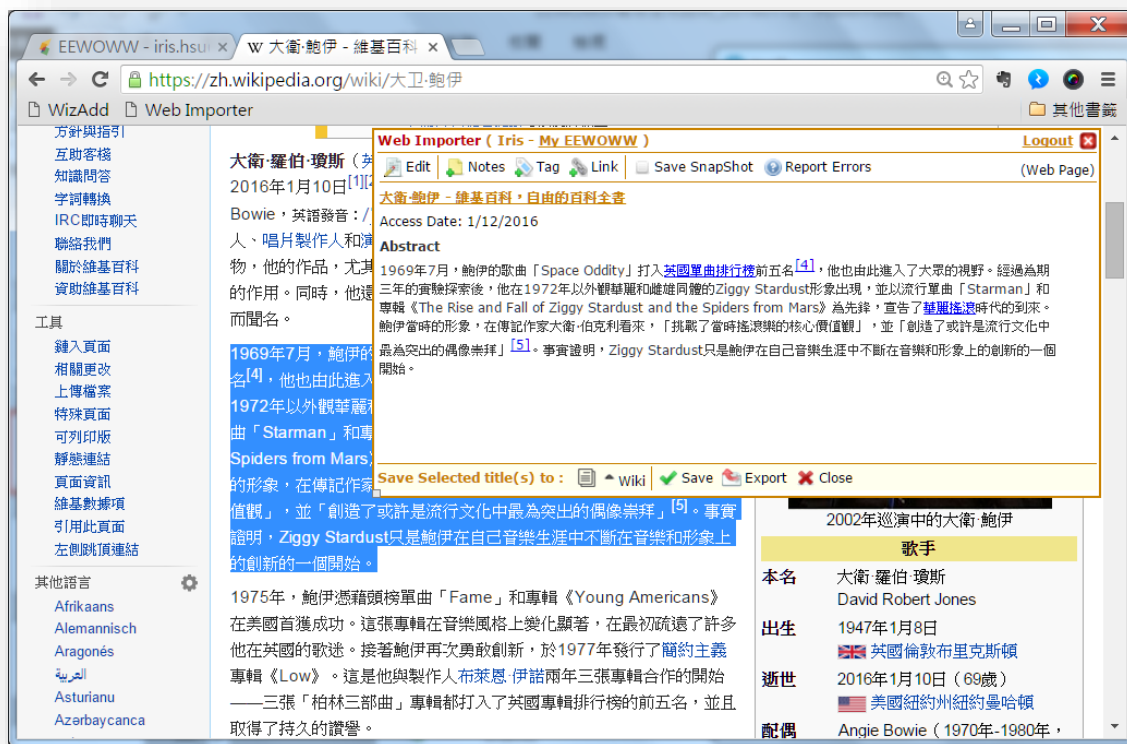 EEWOWW - iris.hsu
W 大衛·鮑伊 - 維基百科
https://zh.wikipedia.org/wiki/大卫·鲍伊
WizAdd
Web Importer
其他書籤
方針與指引
互助客棧
知識問答
字詞轉換
IRC即時聊天
聯絡我們
關於維基百科
資助維基百科
工具
鏈入頁面
相關更改
上傳檔案
特殊頁面
可列印版
靜態連結
頁面資訊
維基數據項
引用此頁面
左側跳頂連結
其他語言
Afrikaans
Alemannisch
Aragonés
العربية
Asturianu
Azərbaycanca
大衛·羅伯·瓊斯（英
2016年1月10日[1][2
Bowie，英語發音：/
人、唱片製作人和演
物，他的作品，尤其
的作用。同時，他還
而聞名。
1969年7月，鮑伊的
名[4]，他也由此進入
1972年以外觀華麗和
曲「Starman」和專
Spiders from Mars》
的形象，在傳記作家
值觀」，並「創造了或許是流行文化中最為突出的偶像崇拜」[5]。事實
證明，Ziggy Stardust只是鮑伊在自己音樂生涯中不斷在音樂和形象上
的創新的一個開始。
1975年，鮑伊憑藉頭榜單曲「Fame」和專輯《Young Americans》
在美國首獲成功。這張專輯在音樂風格上變化顯著，在最初疏遠了許多
他在英國的歌迷。接著鮑伊再次勇敢創新，於1977年發行了簡約主義
專輯《Low》。這是他與製作人布萊恩·伊諾兩年三張專輯合作的開始
——三張「柏林三部曲」專輯都打入了英國專輯排行榜的前五名，並且
取得了持久的讚譽。
Web Importer ( Iris - My EEWOWW )
Logout
Edit
Notes
Tag
Link
Save SnapShot
Report Errors
(Web Page)
大衛·鮑伊 - 維基百科，自由的百科全書
Access Date: 1/12/2016
Abstract
1969年7月，鮑伊的歌曲「Space Oddity」打入英國單曲排行榜前五名[4]，他也由此進入了大眾的視野。經過為期
三年的實驗探索後，他在1972年以外觀華麗和雌雄同體的Ziggy Stardust形象出現，並以流行單曲「Starman」和
專輯《The Rise and Fall of Ziggy Stardust and the Spiders from Mars》為先鋒，宣告了華麗搖滾時代的到來。
鮑伊當時的形象，在傳記作家大衛·伯克利看來，「挑戰了當時搖滾樂的核心價值觀」，並「創造了或許是流行文化中
最為突出的偶像崇拜」[5]。事實證明，Ziggy Stardust只是鮑伊在自己音樂生涯中不斷在音樂和形象上的創新的一個
開始。
Save Selected title(s) to :
Wiki
Save
Export
Close
2002年巡演中的大衛·鮑伊
歌手
本名 大衛·羅伯·瓊斯
David Robert Jones
出生 1947年1月8日
英國倫敦布里克斯頓
逝世 2016年1月10日（69歲）
美國紐約州紐約曼哈頓
配偶 Angie Bowie（1970年-1980年，